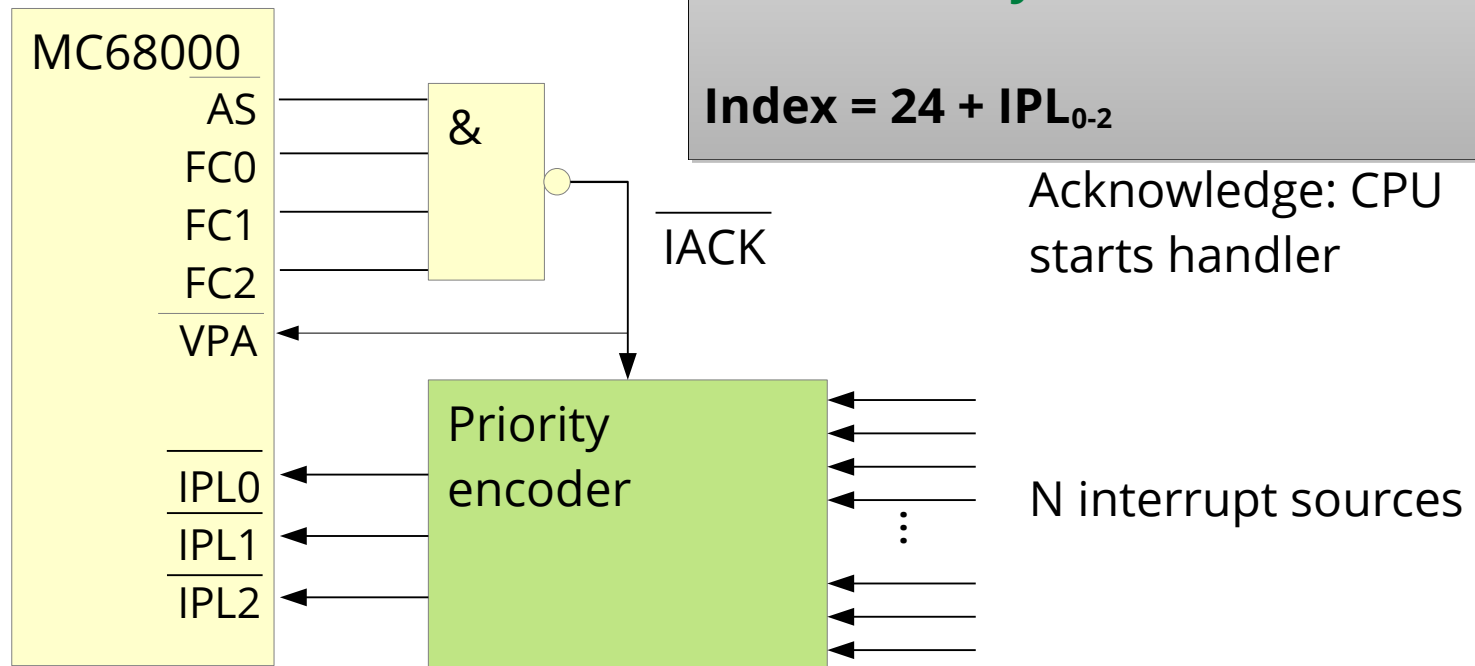 MC68000
AS
FC0
FC1
FC2
VPA
IPL0
IPL1
IPL2
&
IACK
Index = 24 + IPL0-2
Acknowledge: CPU
starts handler
Priority
encoder
N interrupt sources
⋮